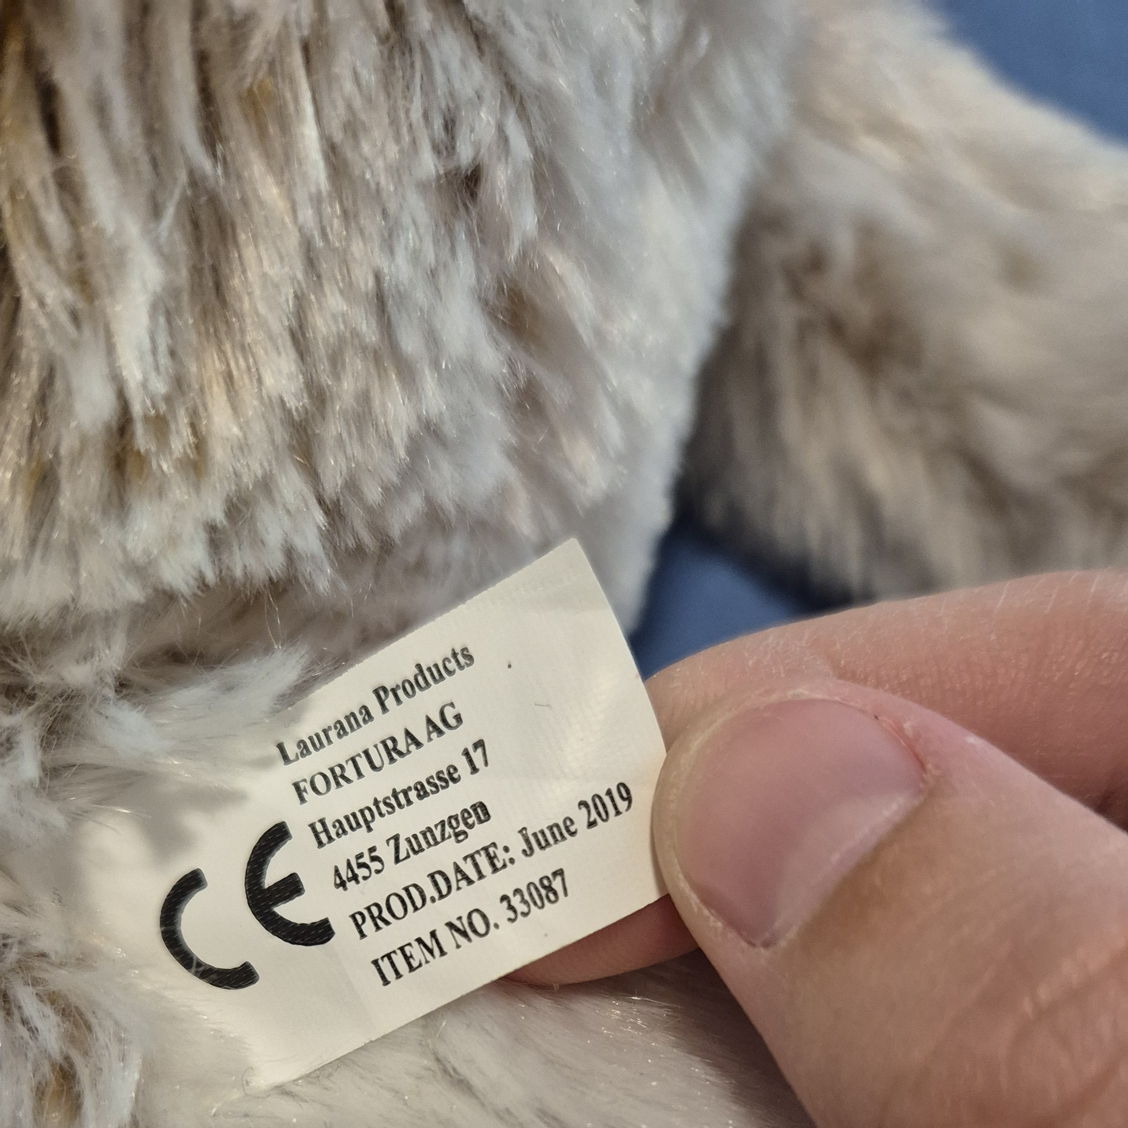 Laurana Products
FORTURA AG
Hauptstrasse 17
4455 Zunzgen
PROD.DATE: June 2019
ITEM NO. 33087
CE